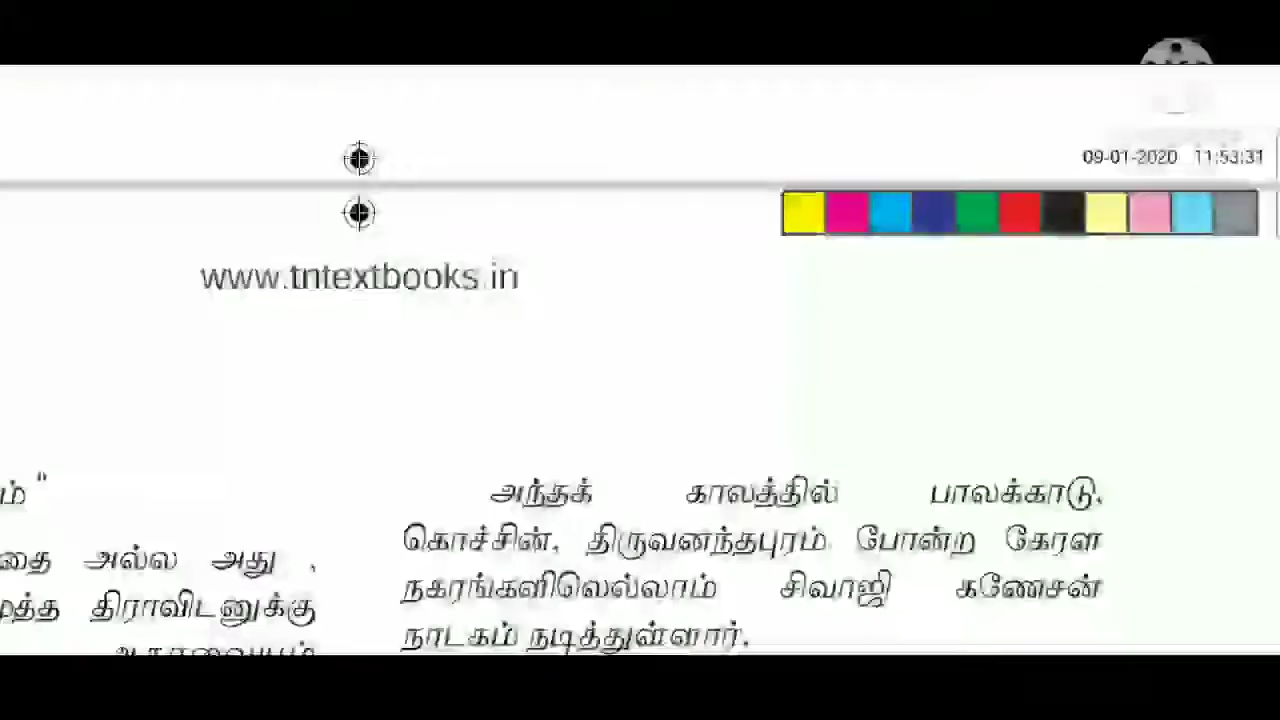 09-01-2020 11:53:31
www.tntextbooks.in
ம் "
தை அல்ல அது ,
த்த திராவிடனுக்கு
அந்தக் காலத்தில் பாலக்காடு,
கொச்சின், திருவனந்தபுரம் போன்ற கேரள
நகரங்களிலெல்லாம் சிவாஜி கணேசன்
நாடகம் நடித்துள்ளார்.